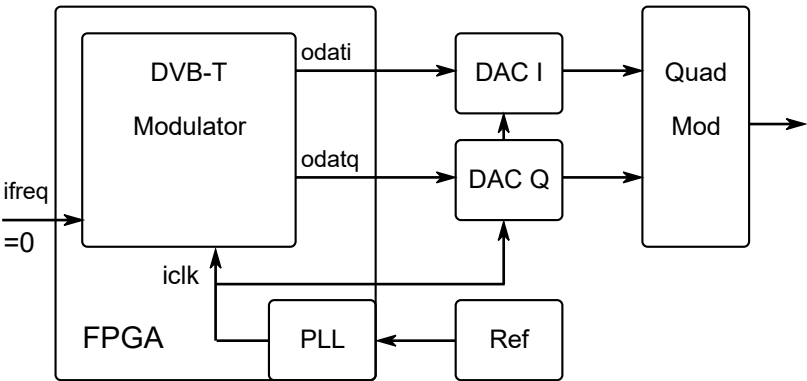 DVB-T
Modulator
odati
odatq
DAC I
DAC Q
Quad
Mod
ifreq
=0
iclk
FPGA
PLL
Ref